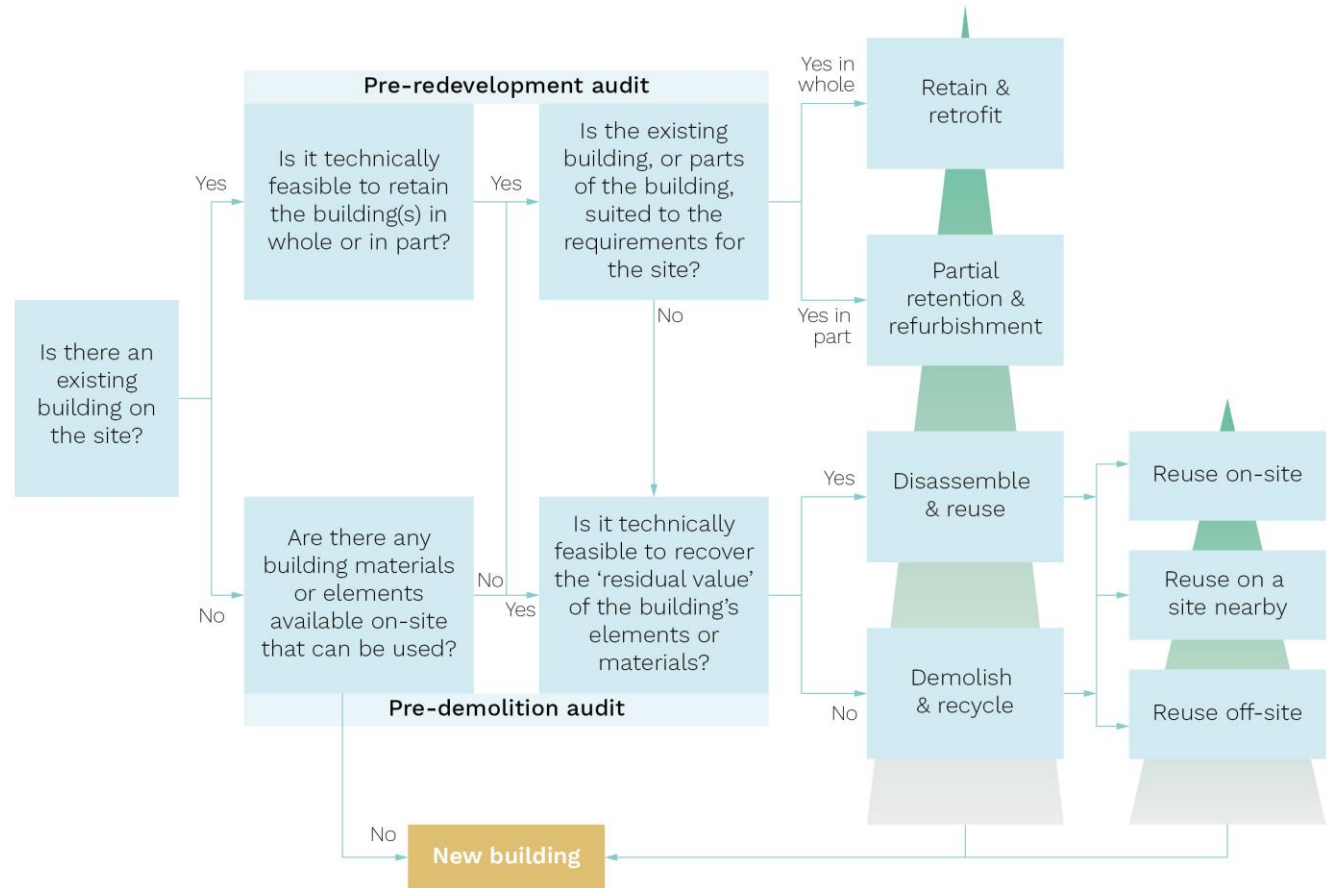 Pre-redevelopment audit
Is there an
existing
building on
the site?
Yes
No
Is it technically
feasible to retain
the building(s) in
whole or in part?
Yes
No
Is the existing
building, or parts
of the building,
suited to the
requirements for
the site?
Yes in
whole
Yes in
part
No
Are there any
building materials
or elements
available on-site
that can be used?
Yes
No
Is it technically
feasible to recover
the ‘residual value’
of the building’s
elements or
materials?
Yes
No
Pre-demolition audit
Retain &
retrofit
Partial
retention &
refurbishment
Disassemble
& reuse
Demolish
& recycle
Reuse on-site
Reuse on a
site nearby
Reuse off-site
New building